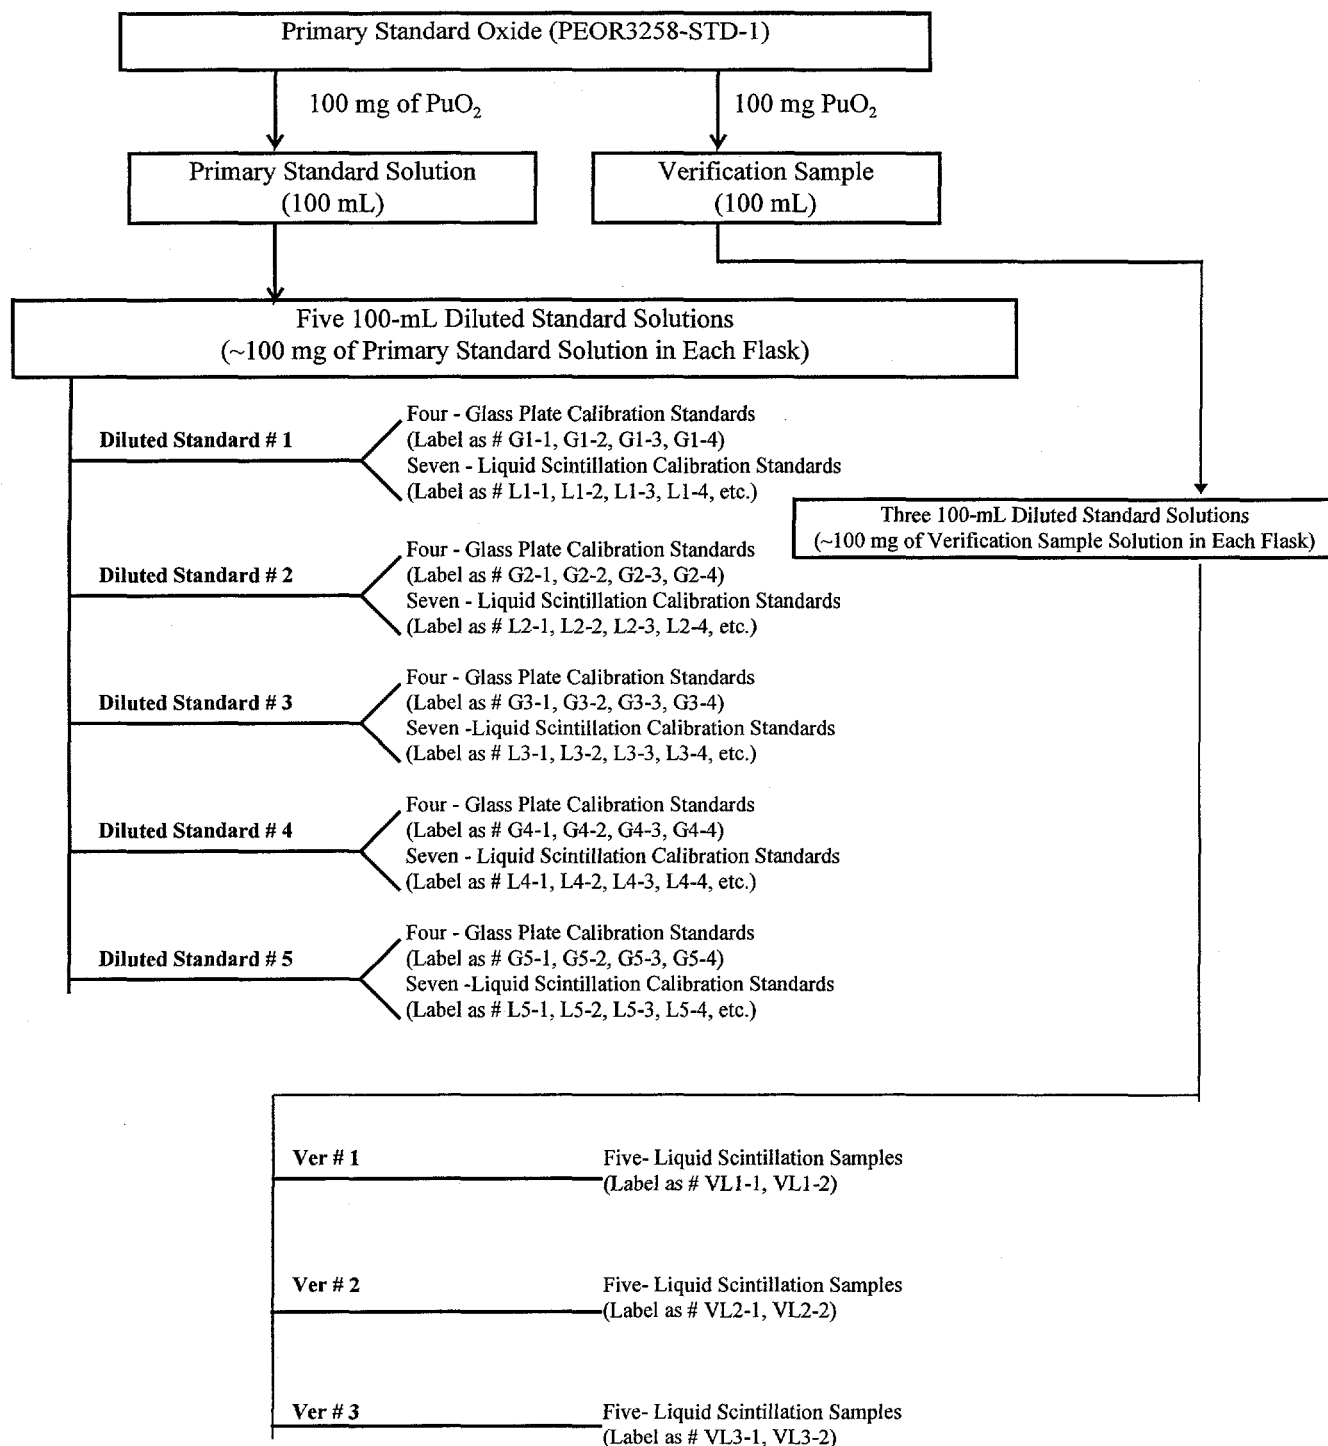 Primary Standard Oxide (PEOR3258-STD-1)
100 mg of PuO₂
100 mg PuO₂
Primary Standard Solution
(100 mL)
Verification Sample
(100 mL)
Five 100-mL Diluted Standard Solutions
(~100 mg of Primary Standard Solution in Each Flask)
Diluted Standard # 1
Four - Glass Plate Calibration Standards
(Label as # G1-1, G1-2, G1-3, G1-4)
Seven - Liquid Scintillation Calibration Standards
(Label as # L1-1, L1-2, L1-3, L1-4, etc.)
Three 100-mL Diluted Standard Solutions
(~100 mg of Verification Sample Solution in Each Flask)
Diluted Standard # 2
Four - Glass Plate Calibration Standards
(Label as # G2-1, G2-2, G2-3, G2-4)
Seven - Liquid Scintillation Calibration Standards
(Label as # L2-1, L2-2, L2-3, L2-4, etc.)
Diluted Standard # 3
Four - Glass Plate Calibration Standards
(Label as # G3-1, G3-2, G3-3, G3-4)
Seven -Liquid Scintillation Calibration Standards
(Label as # L3-1, L3-2, L3-3, L3-4, etc.)
Diluted Standard # 4
Four - Glass Plate Calibration Standards
(Label as # G4-1, G4-2, G4-3, G4-4)
Seven - Liquid Scintillation Calibration Standards
(Label as # L4-1, L4-2, L4-3, L4-4, etc.)
Diluted Standard # 5
Four - Glass Plate Calibration Standards
(Label as # G5-1, G5-2, G5-3, G5-4)
Seven -Liquid Scintillation Calibration Standards
(Label as # L5-1, L5-2, L5-3, L5-4, etc.)
Ver # 1
Five- Liquid Scintillation Samples
(Label as # VL1-1, VL1-2)
Ver # 2
Five- Liquid Scintillation Samples
(Label as # VL2-1, VL2-2)
Ver # 3
Five- Liquid Scintillation Samples
(Label as # VL3-1, VL3-2)